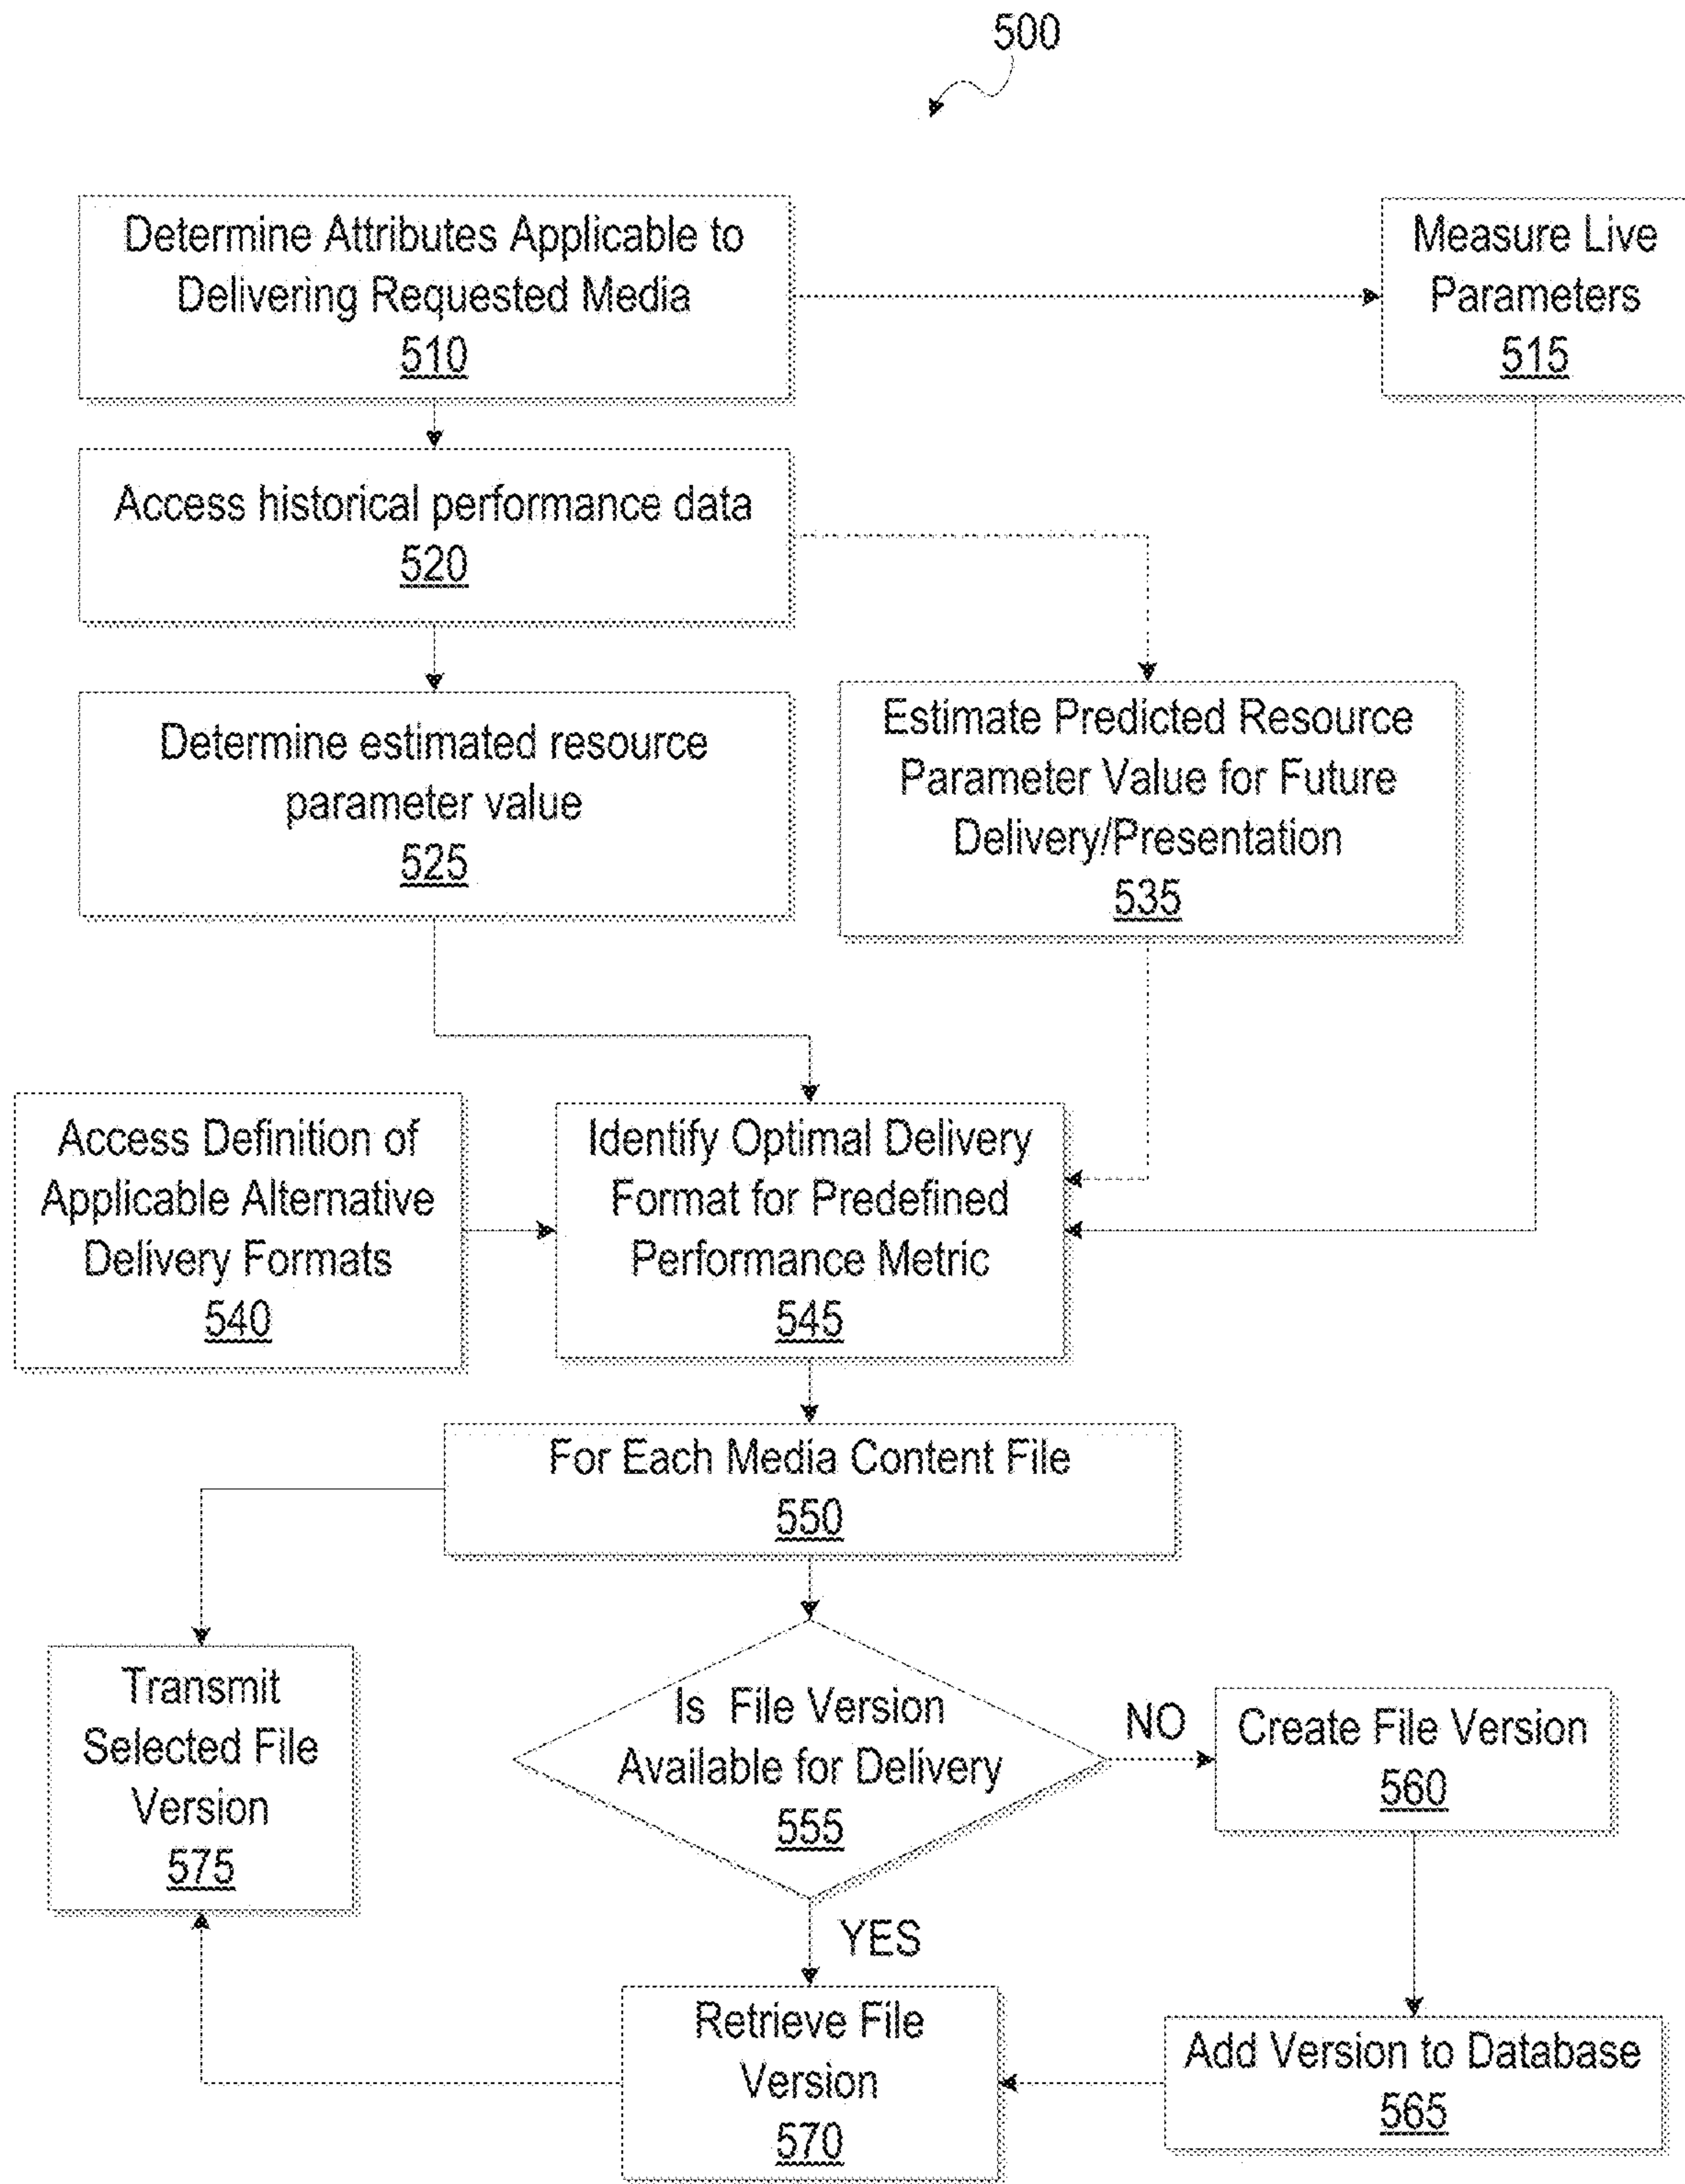 500
Determine Attributes Applicable to
Delivering Requested Media
510
Measure Live
Parameters
515
Access historical performance data
520
Determine estimated resource
parameter value
525
Estimate Predicted Resource
Parameter Value for Future
Delivery/Presentation
535
Access Definition of
Applicable Alternative
Delivery Formats
540
Identify Optimal Delivery
Format for Predefined
Performance Metric
545
For Each Media Content File
550
Transmit
Selected File
Version
575
Is File Version
Available for Delivery
555
NO
Create File Version
560
YES
Retrieve File
Version
570
Add Version to Database
565